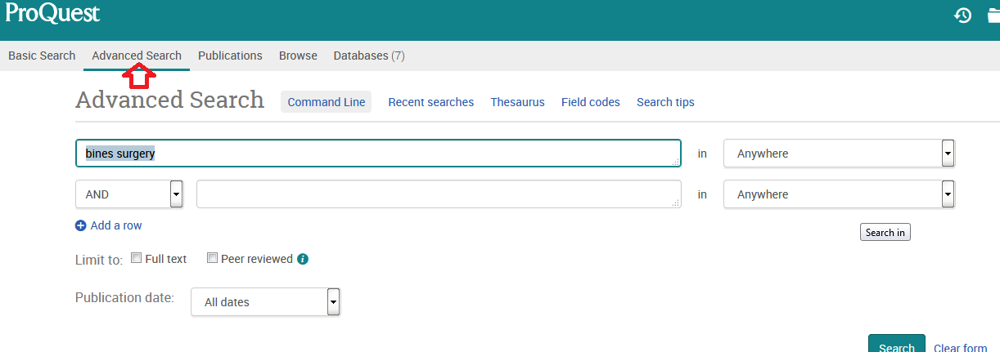 ProQuest
Basic Search Advanced Search Publications Browse Databases (7)
Advanced Search Command Line Recent searches Thesaurus Field codes Search tips
bines surgery in Anywhere
AND in Anywhere
Add a row
Search in
Limit to: Full text Peer reviewed i
Publication date: All dates
Search Clear form